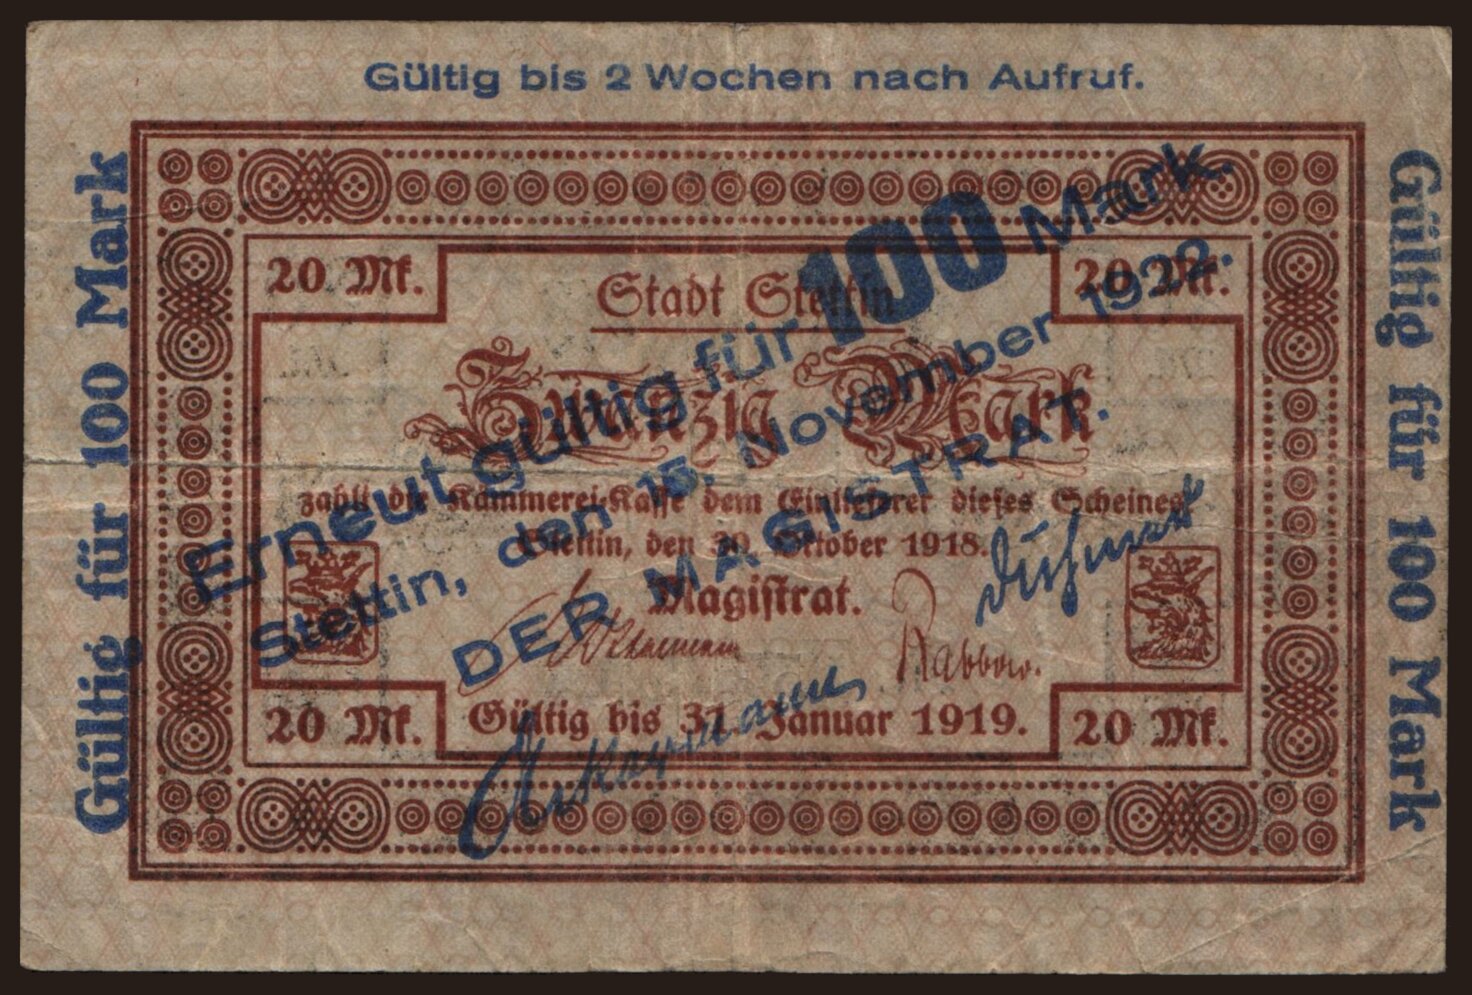 Gültig bis 2 Wochen nach Aufruf.
Gültig für 100 Mark
Gültig für 100 Mark
20 Mk.
20 Mk.
Stadt Stettin
Zwanzig Mark
zahlt die Kämmerei-Kasse dem Einlieferer dieses Scheines
Stettin, den 30. Oktober 1918.
Magistrat.
Ackermann
Rabbow.
Gültig bis 31. Januar 1919.
20 Mk.
20 Mk.
Erneut gültig für 100 Mark.
Stettin, den 15. November 1922.
DER MAGISTRAT.